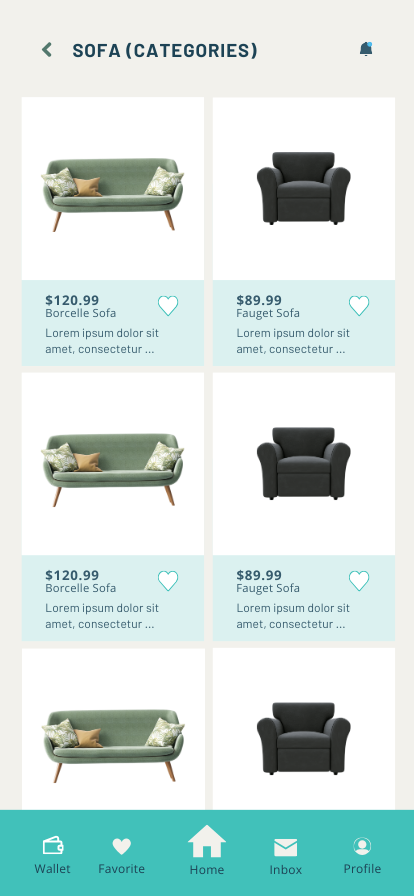 SOFA (CATEGORIES)
$120.99
Borcelle Sofa
Lorem ipsum dolor sit
amet, consectetur ...
$89.99
Fauget Sofa
Lorem ipsum dolor sit
amet, consectetur ...
$120.99
Borcelle Sofa
Lorem ipsum dolor sit
amet, consectetur ...
$89.99
Fauget Sofa
Lorem ipsum dolor sit
amet, consectetur ...
Wallet
Favorite
Home
Inbox
Profile